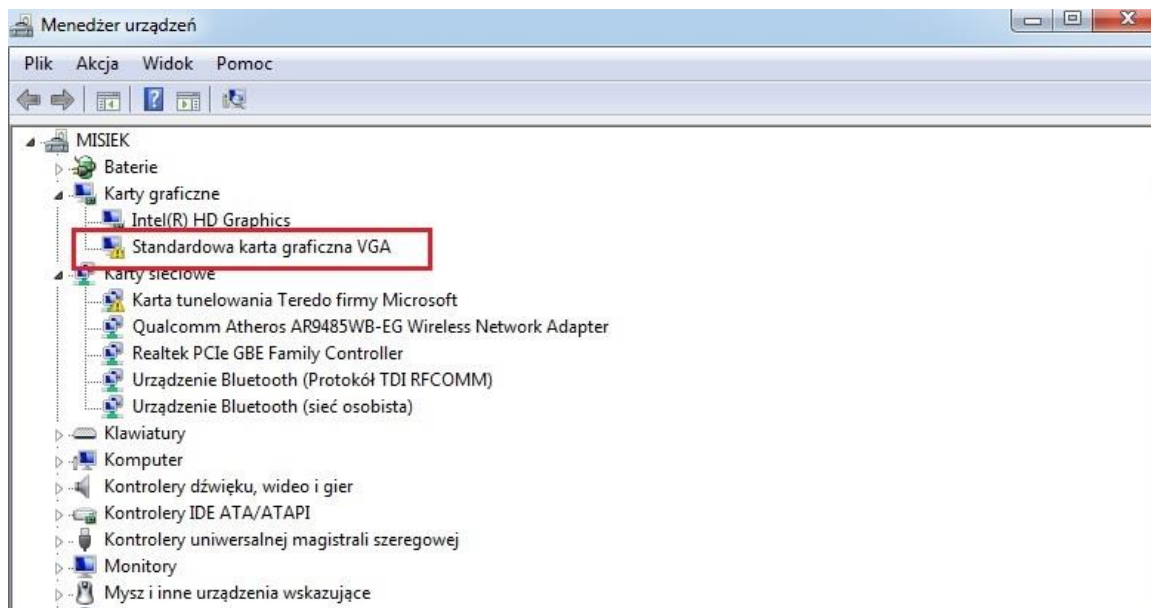 Menedżer urządzeń
Plik Akcja Widok Pomoc
MISIEK
Baterie
Karty graficzne
Intel(R) HD Graphics
Standardowa karta graficzna VGA
Karty sieciowe
Karta tunelowania Teredo firmy Microsoft
Qualcomm Atheros AR9485WB-EG Wireless Network Adapter
Realtek PCIe GBE Family Controller
Urządzenie Bluetooth (Protokół TDI RFCOMM)
Urządzenie Bluetooth (sieć osobista)
Klawiatury
Komputer
Kontrolery dźwięku, wideo i gier
Kontrolery IDE ATA/ATAPI
Kontrolery uniwersalnej magistrali szeregowej
Monitory
Mysz i inne urządzenia wskazujące